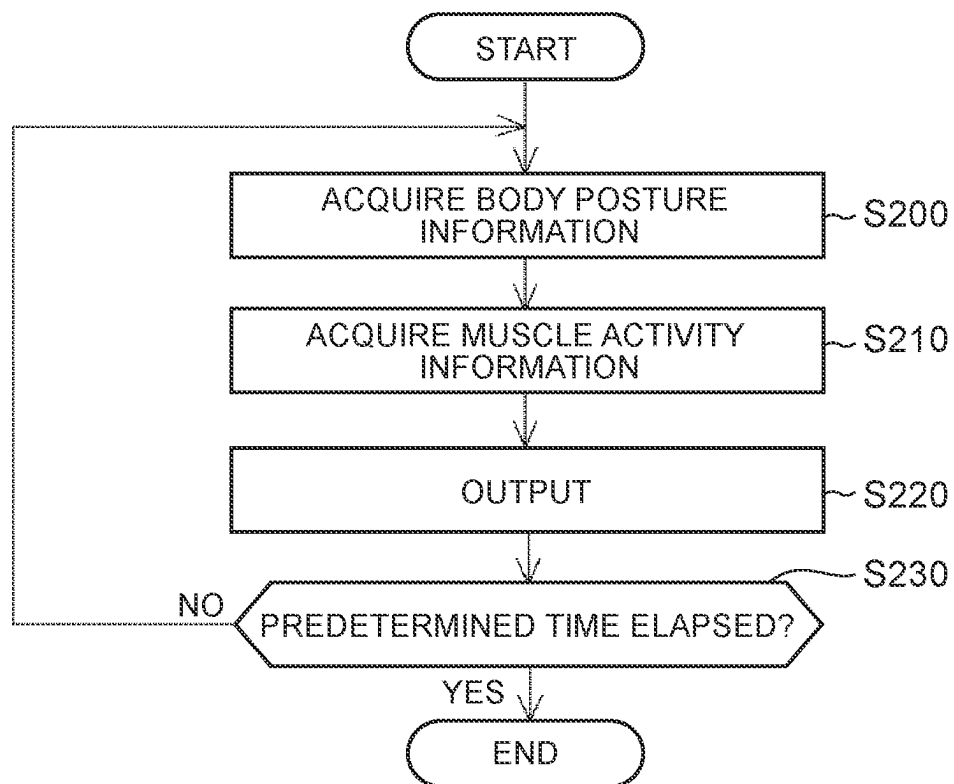 START
ACQUIRE BODY POSTURE
INFORMATION
S200
ACQUIRE MUSCLE ACTIVITY
INFORMATION
S210
OUTPUT
S220
S230
NO
PREDETERMINED TIME ELAPSED?
YES
END